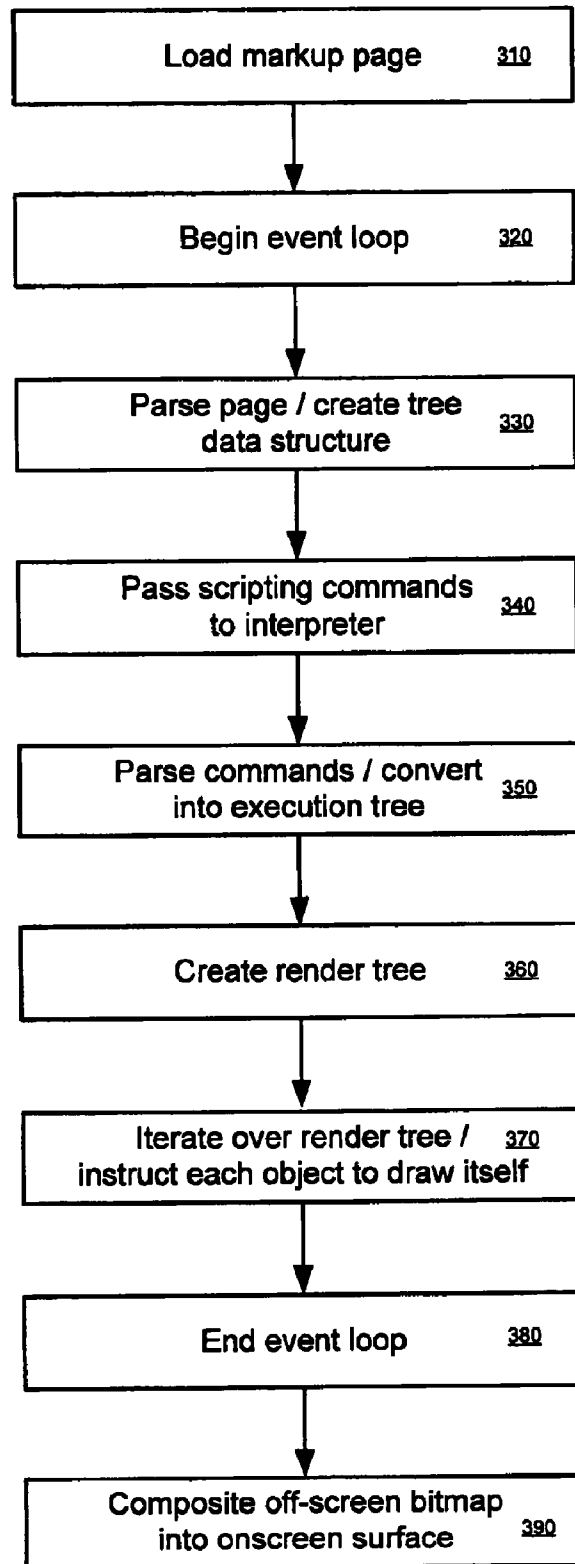 Load markup page 310
Begin event loop 320
Parse page / create tree
data structure 330
Pass scripting commands
to interpreter 340
Parse commands / convert
into execution tree 350
Create render tree 360
Iterate over render tree / 370
instruct each object to draw itself
End event loop 380
Composite off-screen bitmap
into onscreen surface 390